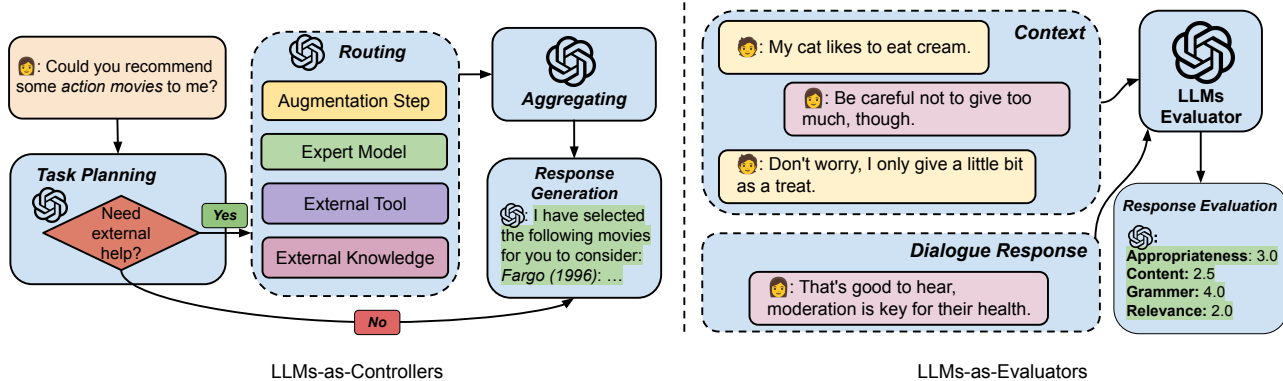 : Could you recommend
some action movies to me?
Task Planning
Need
external
help?
Yes
No
Routing
Augmentation Step
Expert Model
External Tool
External Knowledge
Aggregating
Response
Generation
: I have selected
the following movies
for you to consider:
Fargo (1996): …
LLMs-as-Controllers
Context
: My cat likes to eat cream.
: Be careful not to give too
much, though.
: Don't worry, I only give a little bit
as a treat.
Dialogue Response
: That's good to hear,
moderation is key for their health.
LLMs
Evaluator
Response Evaluation
:
Appropriateness: 3.0
Content: 2.5
Grammer: 4.0
Relevance: 2.0
LLMs-as-Evaluators